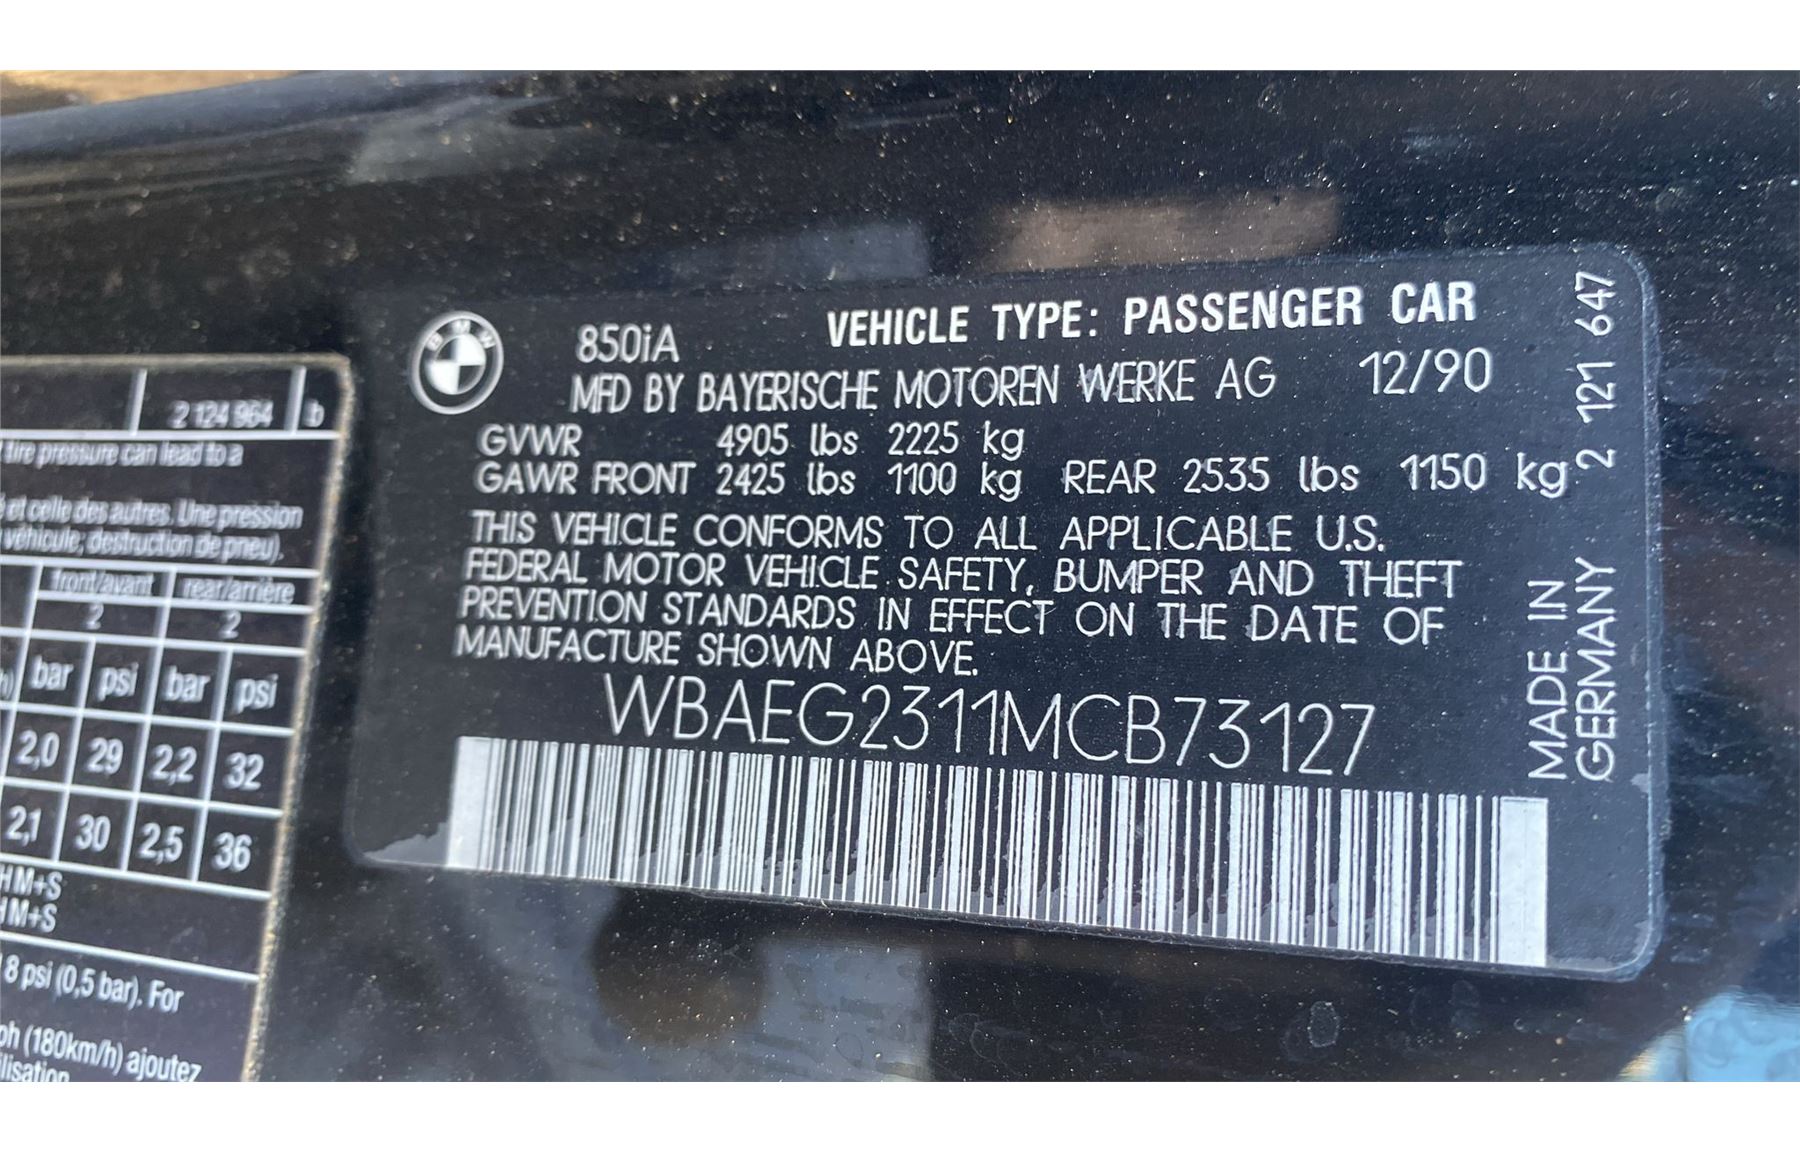 2 124 964 b
tire pressure can lead to a
et celle des autres. Une pression
véhicule; destruction de pneu).
front/avant rear/arrière
2 2
bar psi bar psi
2,0 29 2,2 32
2,1 30 2,5 36
M+S
M+S
8 psi (0,5 bar). For
(180km/h) ajoutez
BMW
850iA VEHICLE TYPE: PASSENGER CAR
MFD BY BAYERISCHE MOTOREN WERKE AG 12/90
GVWR 4905 lbs 2225 kg
GAWR FRONT 2425 lbs 1100 kg REAR 2535 lbs 1150 kg
THIS VEHICLE CONFORMS TO ALL APPLICABLE U.S.
FEDERAL MOTOR VEHICLE SAFETY, BUMPER AND THEFT
PREVENTION STANDARDS IN EFFECT ON THE DATE OF
MANUFACTURE SHOWN ABOVE.
WBAEG2311MCB73127
MADE IN
GERMANY
2 121 647